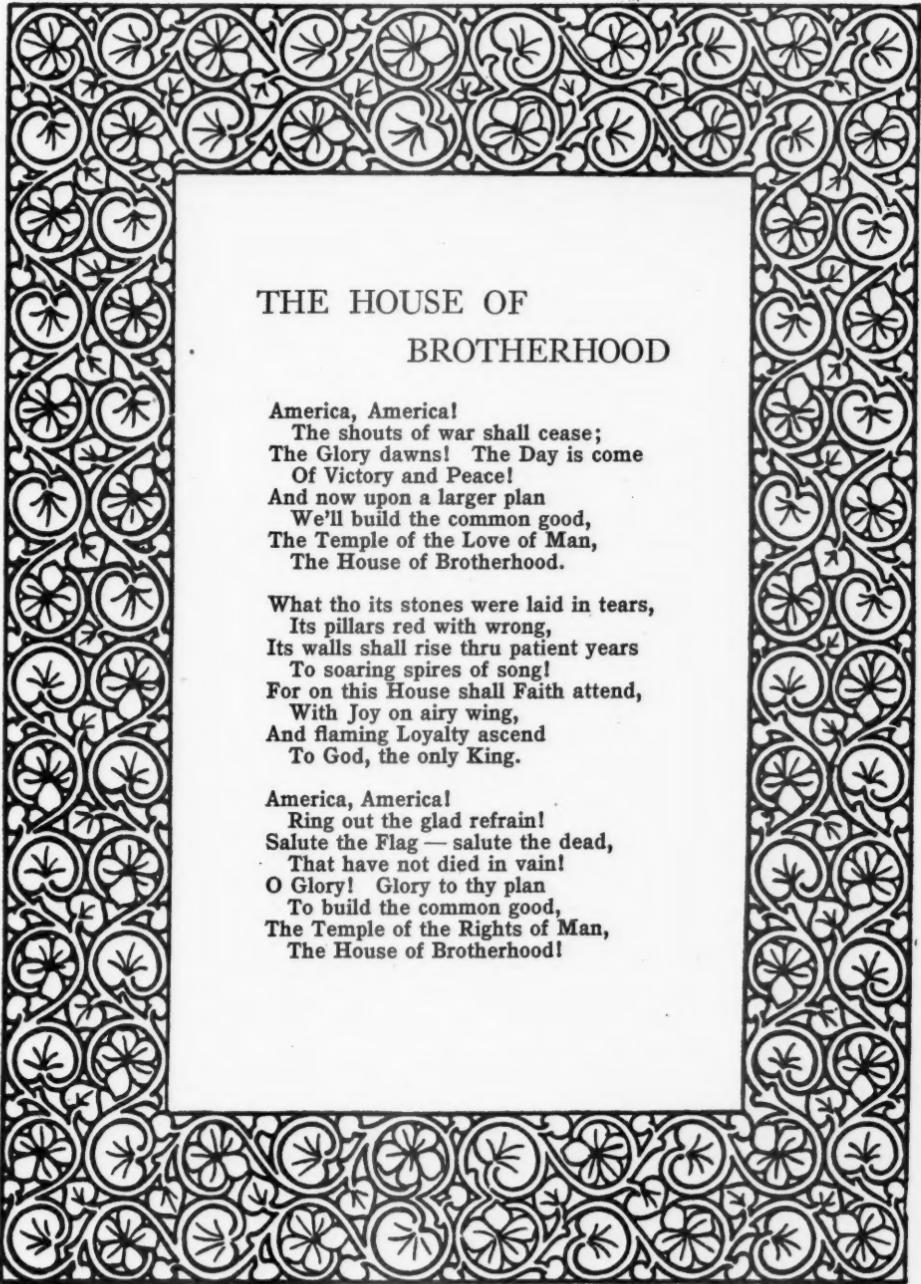 THE HOUSE OF
BROTHERHOOD
America, America!
The shouts of war shall cease;
The Glory dawns! The Day is come
Of Victory and Peace!
And now upon a larger plan
We'll build the common good,
The Temple of the Love of Man,
The House of Brotherhood.
What tho its stones were laid in tears,
Its pillars red with wrong,
Its walls shall rise thru patient years
To soaring spires of song!
For on this House shall Faith attend,
With Joy on airy wing,
And flaming Loyalty ascend
To God, the only King.
America, America!
Ring out the glad refrain!
Salute the Flag — salute the dead,
That have not died in vain!
O Glory! Glory to thy plan
To build the common good,
The Temple of the Rights of Man,
The House of Brotherhood!